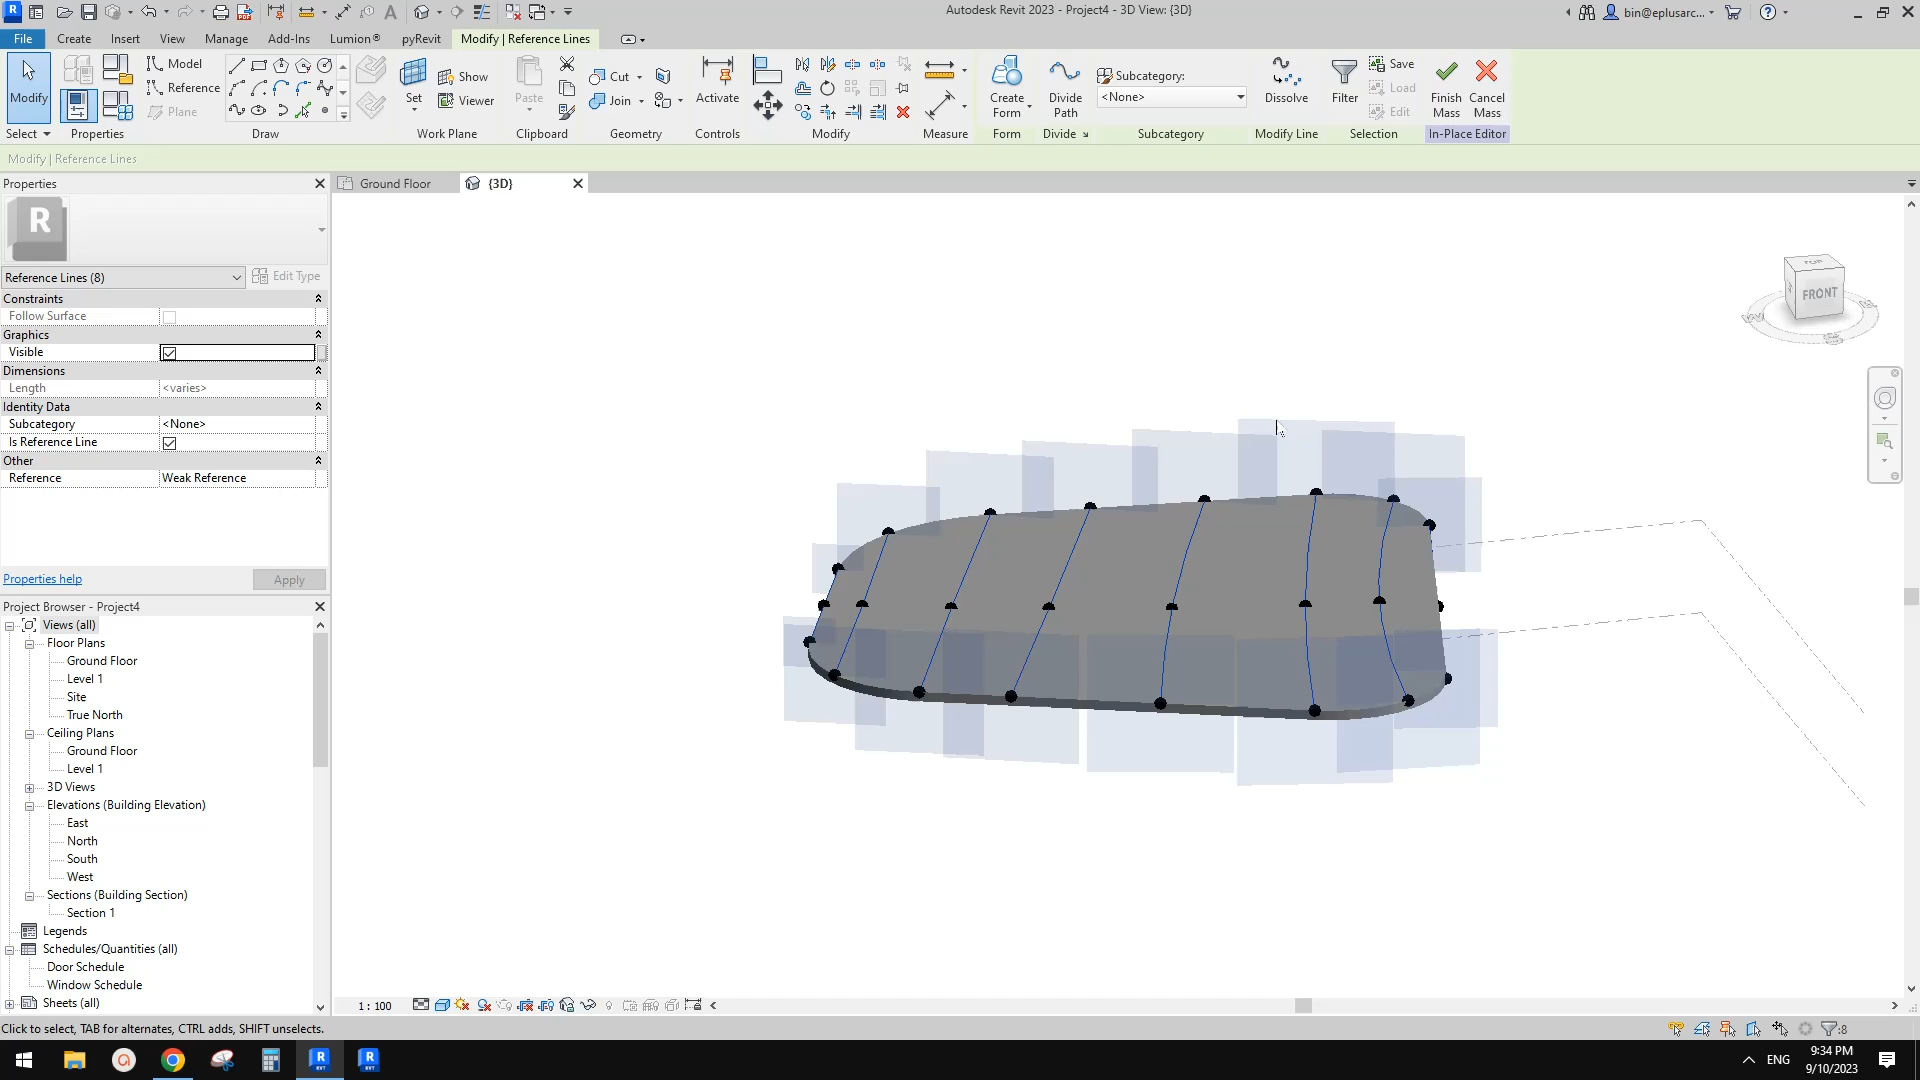 Autodesk Revit 2023 - Project4 - 3D View: {3D}
bin@eplusarc...
File
Create
Insert
View
Manage
Add-Ins
Lumion®
pyRevit
Modify | Reference Lines
Modify
Select
Properties
Model
Reference
Plane
Draw
Set
Show
Viewer
Work Plane
Paste
Clipboard
Cut
Join
Geometry
Activate
Controls
Modify
Measure
Create Form
Form
Divide Path
Divide
Subcategory:
<None>
Subcategory
Dissolve
Modify Line
Filter
Save
Load
Edit
Selection
Finish Mass
Cancel Mass
In-Place Editor
Modify | Reference Lines
Properties
R
Reference Lines (8)
Edit Type
Constraints
Follow Surface
Graphics
Visible
Dimensions
Length <varies>
Identity Data
Subcategory <None>
Is Reference Line
Other
Reference Weak Reference
Properties help
Apply
Project Browser - Project4
Views (all)
Floor Plans
Ground Floor
Level 1
Site
True North
Ceiling Plans
Ground Floor
Level 1
3D Views
Elevations (Building Elevation)
East
North
South
West
Sections (Building Section)
Section 1
Legends
Schedules/Quantities (all)
Door Schedule
Window Schedule
Sheets (all)
Ground Floor
{3D}
TOP
FRONT
1 : 100
Click to select, TAB for alternates, CTRL adds, SHIFT unselects.
:8
ENG
9:34 PM
9/10/2023